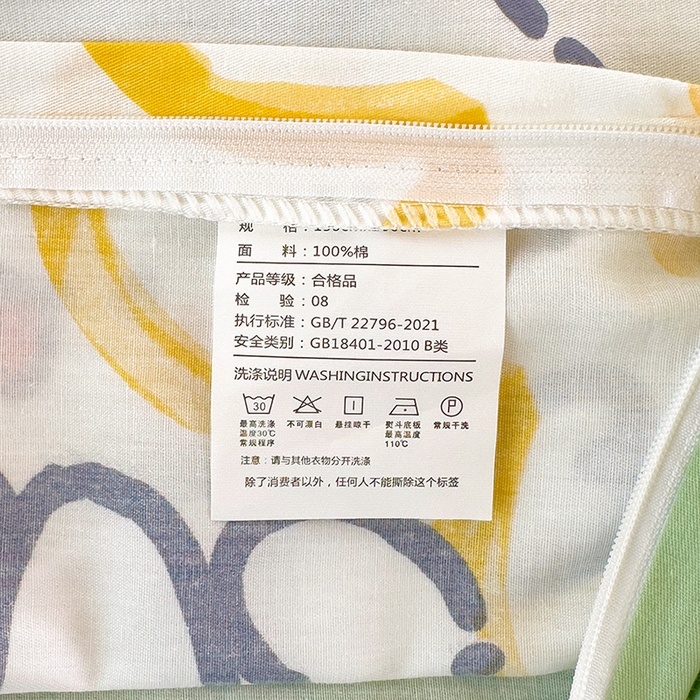 规 格：
面 料：100%棉
产品等级：合格品
检 验：08
执行标准：GB/T 22796-2021
安全类别：GB18401-2010 B类
洗涤说明 WASHINGINSTRUCTIONS
30 P
最高洗涤 不可漂白 悬挂晾干 熨斗底板 常规干洗
温度30℃ 最高温度
常规程序 110℃
注意：请与其他衣物分开洗涤
除了消费者以外，任何人不能撕除这个标签